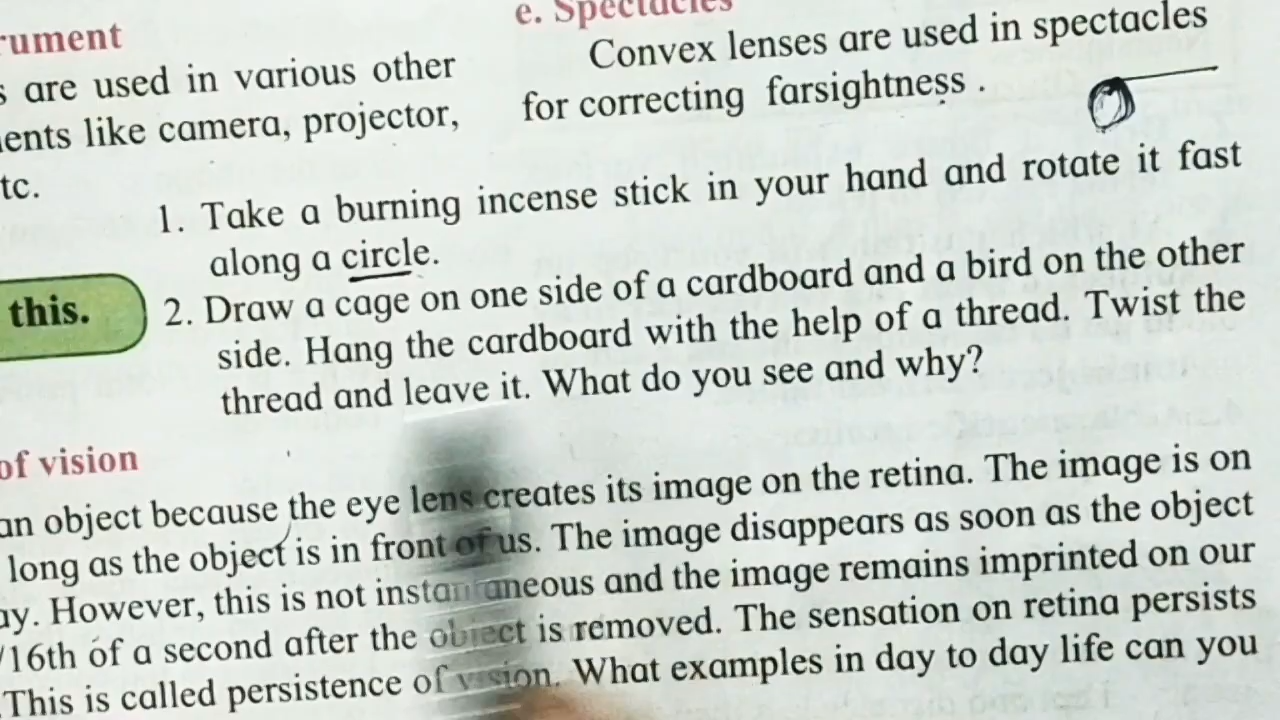 rument
s are used in various other
ents like camera, projector,
tc.
e. Spectacles
Convex lenses are used in spectacles
for correcting farsightness .
1. Take a burning incense stick in your hand and rotate it fast
along a circle.
this.
2. Draw a cage on one side of a cardboard and a bird on the other
side. Hang the cardboard with the help of a thread. Twist the
thread and leave it. What do you see and why?
of vision
an object because the eye lens creates its image on the retina. The image is on
long as the object is in front of us. The image disappears as soon as the object
ay. However, this is not instantaneous and the image remains imprinted on our
/16th of a second after the object is removed. The sensation on retina persists
This is called persistence of vision. What examples in day to day life can you